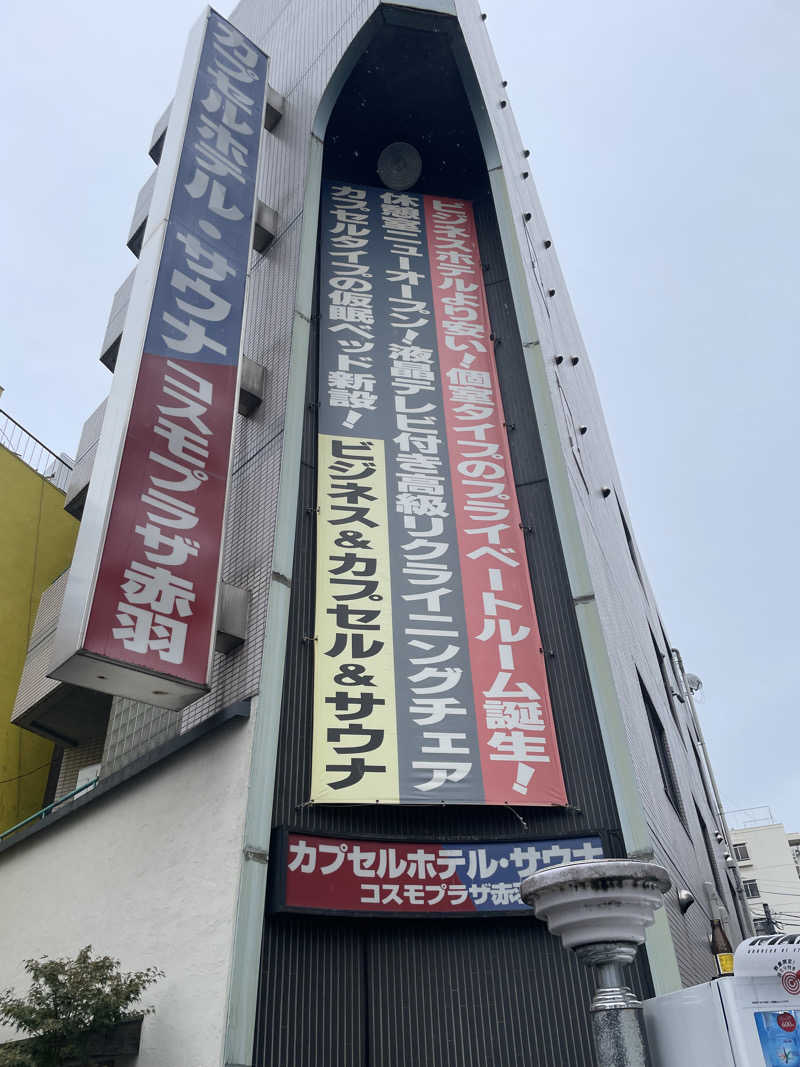 カプセルホテル・サウナ
コスモプラザ赤羽
ビジネスホテルより安い!個室タイプのプライベートルーム誕生!
休憩室ニューオープン!液晶テレビ付き高級リクライニングチェア
カプセルタイプの仮眠ベッド新設!
ビジネス&カプセル&サウナ
カプセルホテル・サウナ
コスモプラザ赤羽